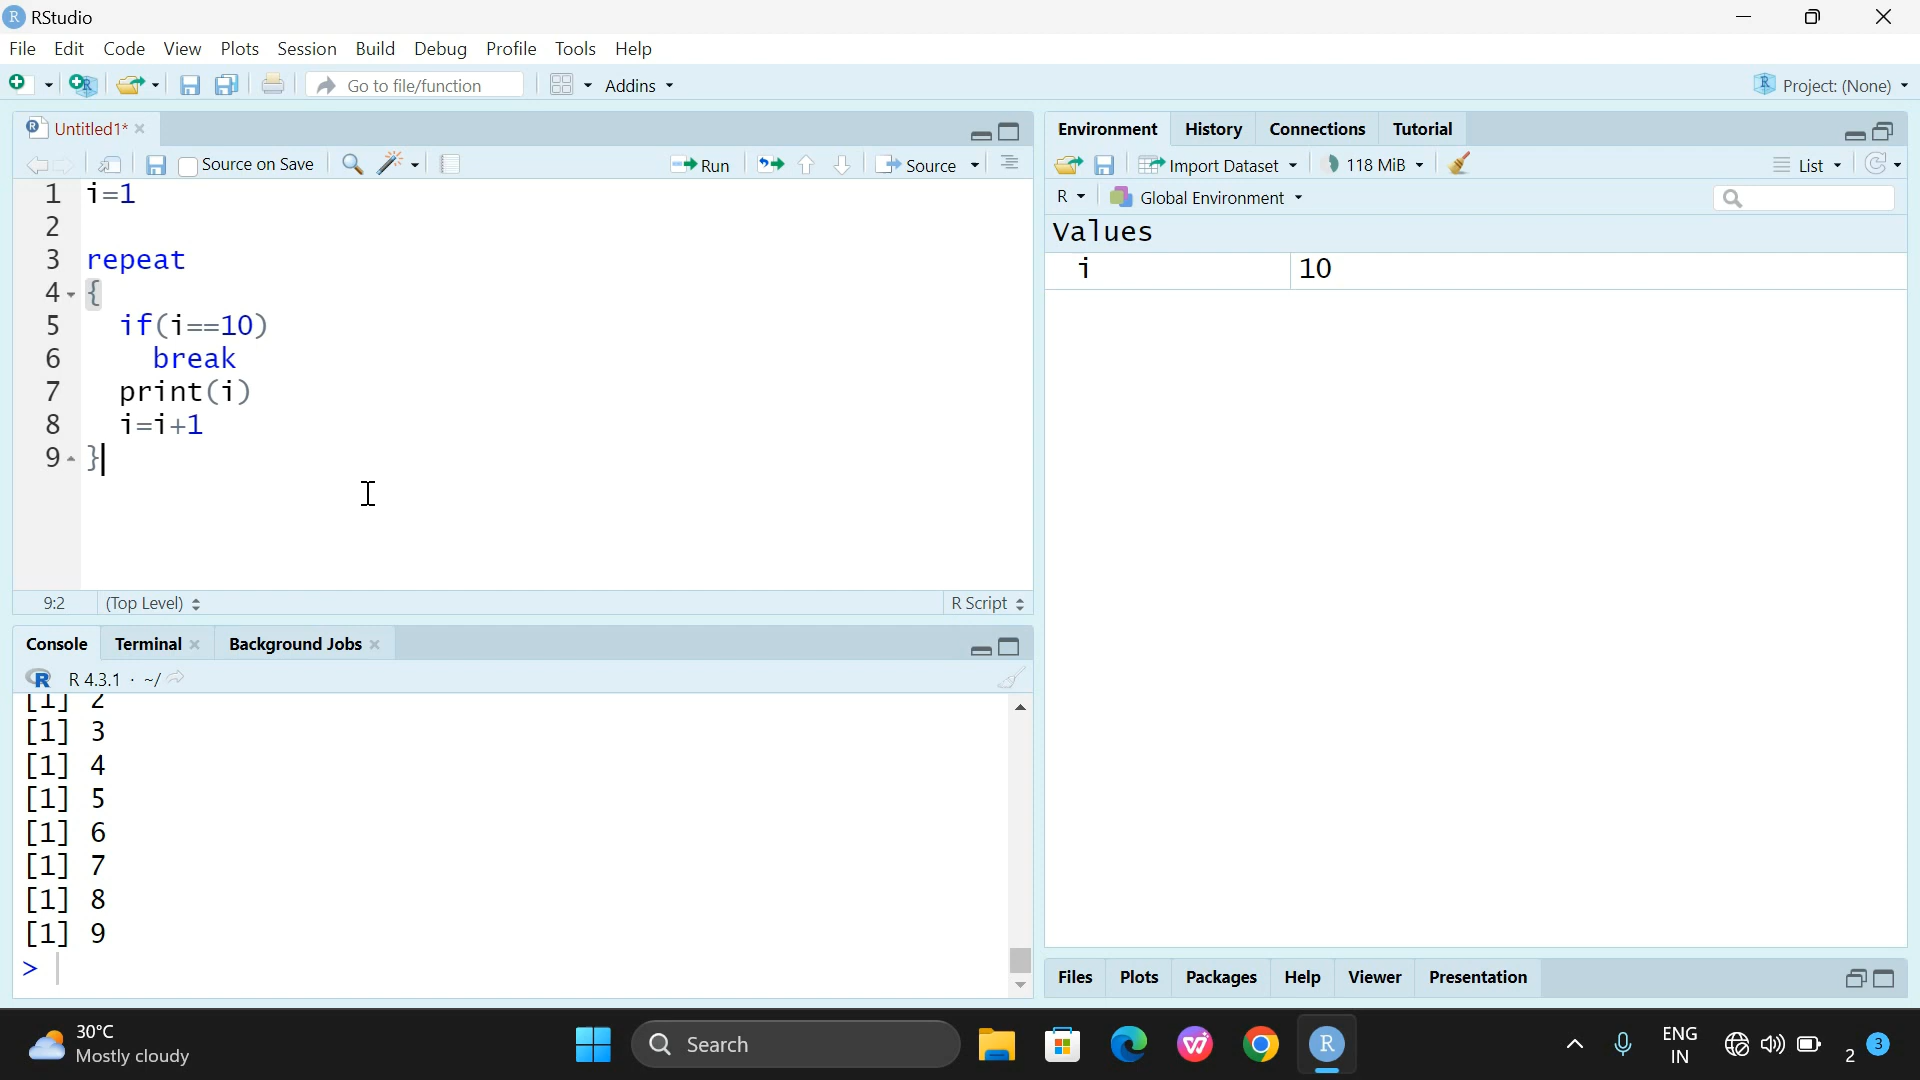 RStudio
File Edit Code View Plots Session Build Debug Profile Tools Help
Go to file/function Addins Project: (None)
Untitled1*
Source on Save Run Source
1 i=1
2
3 repeat
4 {
5 if(i==10)
6 break
7 print(i)
8 i=i+1
9 }
9:2 (Top Level) R Script
Console Terminal Background Jobs
R 4.3.1 · ~/
[1] 2
[1] 3
[1] 4
[1] 5
[1] 6
[1] 7
[1] 8
[1] 9
>
Environment History Connections Tutorial
Import Dataset 118 MiB List
R Global Environment
Values
i 10
Files Plots Packages Help Viewer Presentation
30°C
Mostly cloudy
Search
ENG
IN
2 3